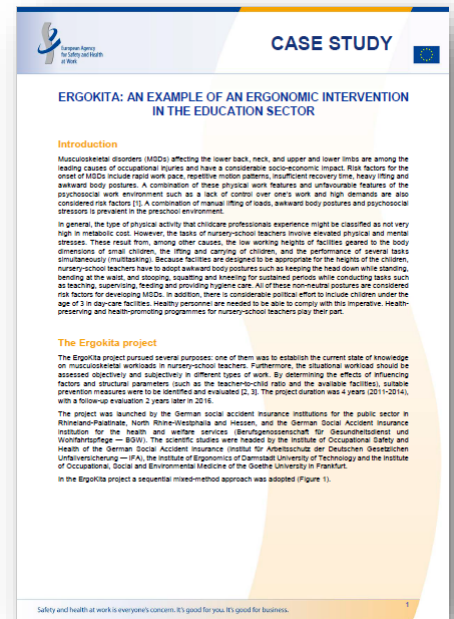 European Agency
for Safety and Health
at Work
CASE STUDY
ERGOKITA: AN EXAMPLE OF AN ERGONOMIC INTERVENTION
IN THE EDUCATION SECTOR
Introduction
Musculoskeletal disorders (MSDs) affecting the lower back, neck, and upper and lower limbs are among the
leading causes of occupational injuries and have a considerable socio-economic impact. Risk factors for the
onset of MSDs include rapid work pace, repetitive motion patterns, insufficient recovery time, heavy lifting and
awkward body postures. A combination of these physical work features and unfavourable features of the
psychosocial work environment such as a lack of control over one's work and high demands are also
considered risk factors [1]. A combination of manual lifting of loads, awkward body postures and psychosocial
stressors is prevalent in the preschool environment.
In general, the type of physical activity that childcare professionals experience might be classified as not very
high in metabolic cost. However, the tasks of nursery-school teachers involve elevated physical and mental
stresses. These result from, among other causes, the low working heights of facilities geared to the body
dimensions of small children, the lifting and carrying of children, and the performance of several tasks
simultaneously (multitasking). Because facilities are designed to be appropriate for the heights of the children,
nursery-school teachers have to adopt awkward body postures such as keeping the head down while standing,
bending at the waist, and stooping, squatting and kneeling for sustained periods while conducting tasks such
as teaching, supervising, feeding and providing hygiene care. All of these non-neutral postures are considered
risk factors for developing MSDs. In addition, there is considerable political effort to include children under the
age of 3 in day-care facilities. Healthy personnel are needed to be able to comply with this imperative. Health-
preserving and health-promoting programmes for nursery-school teachers play their part.
The Ergokita project
The ErgoKita project pursued several purposes: one of them was to establish the current state of knowledge
on musculoskeletal workloads in nursery-school teachers. Furthermore, the situational workload should be
assessed objectively and subjectively in different types of work. By determining the effects of influencing
factors and structural parameters (such as the teacher-to-child ratio and the available facilities), suitable
prevention measures were to be identified and evaluated [2, 3]. The project duration was 4 years (2011-2014),
with a follow-up evaluation 2 years later in 2016.
The project was launched by the German social accident insurance institutions for the public sector in
Rhineland-Palatinate, North Rhine-Westphalia and Hessen, and the German Social Accident Insurance
Institution for the health and welfare services (Berufsgenossenschaft für Gesundheitsdienst und
Wohlfahrtspflege — BGW). The scientific studies were headed by the Institute of Occupational Safety and
Health of the German Social Accident Insurance (Institut für Arbeitsschutz der Deutschen Gesetzlichen
Unfallversicherung — IFA), the Institute of Ergonomics of Darmstadt University of Technology and the Institute
of Occupational, Social and Environmental Medicine of the Goethe University in Frankfurt.
In the ErgoKita project a sequential mixed-method approach was adopted (Figure 1).
Safety and health at work is everyone's concern. It's good for you. It's good for business.
1